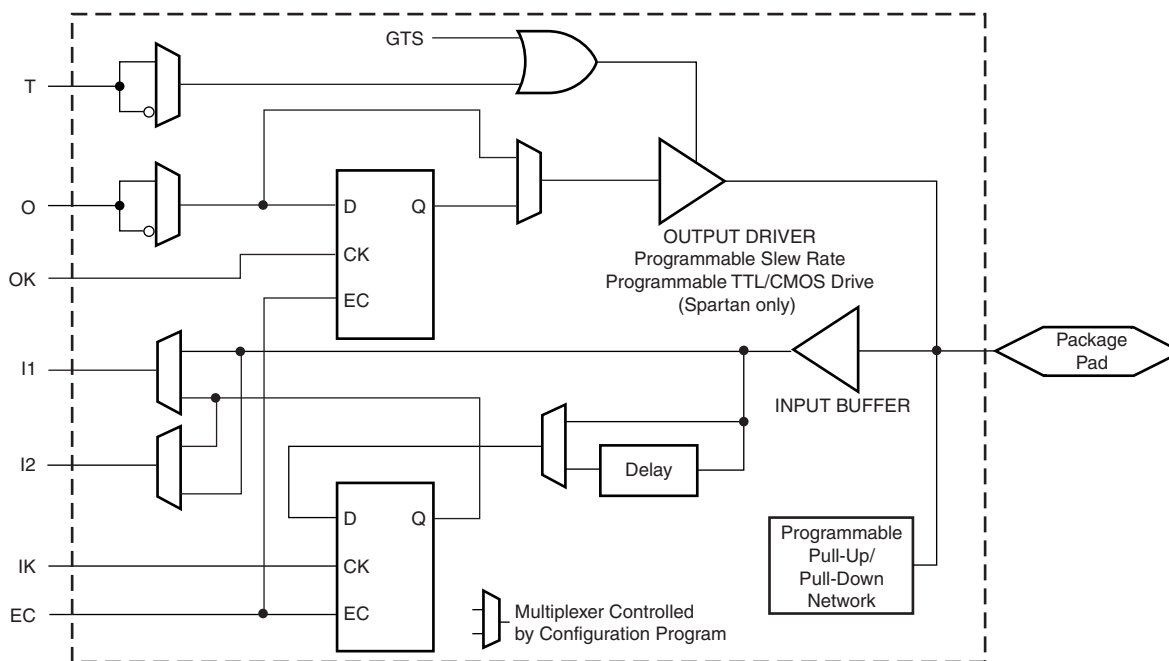 GTS
T
O
D
Q
CK
OK
EC
OUTPUT DRIVER
Programmable Slew Rate
Programmable TTL/CMOS Drive
(Spartan only)
Package
Pad
I1
INPUT BUFFER
I2
Delay
D
Q
Programmable
Pull-Up/
Pull-Down
Network
IK
CK
EC
EC
Multiplexer Controlled
by Configuration Program